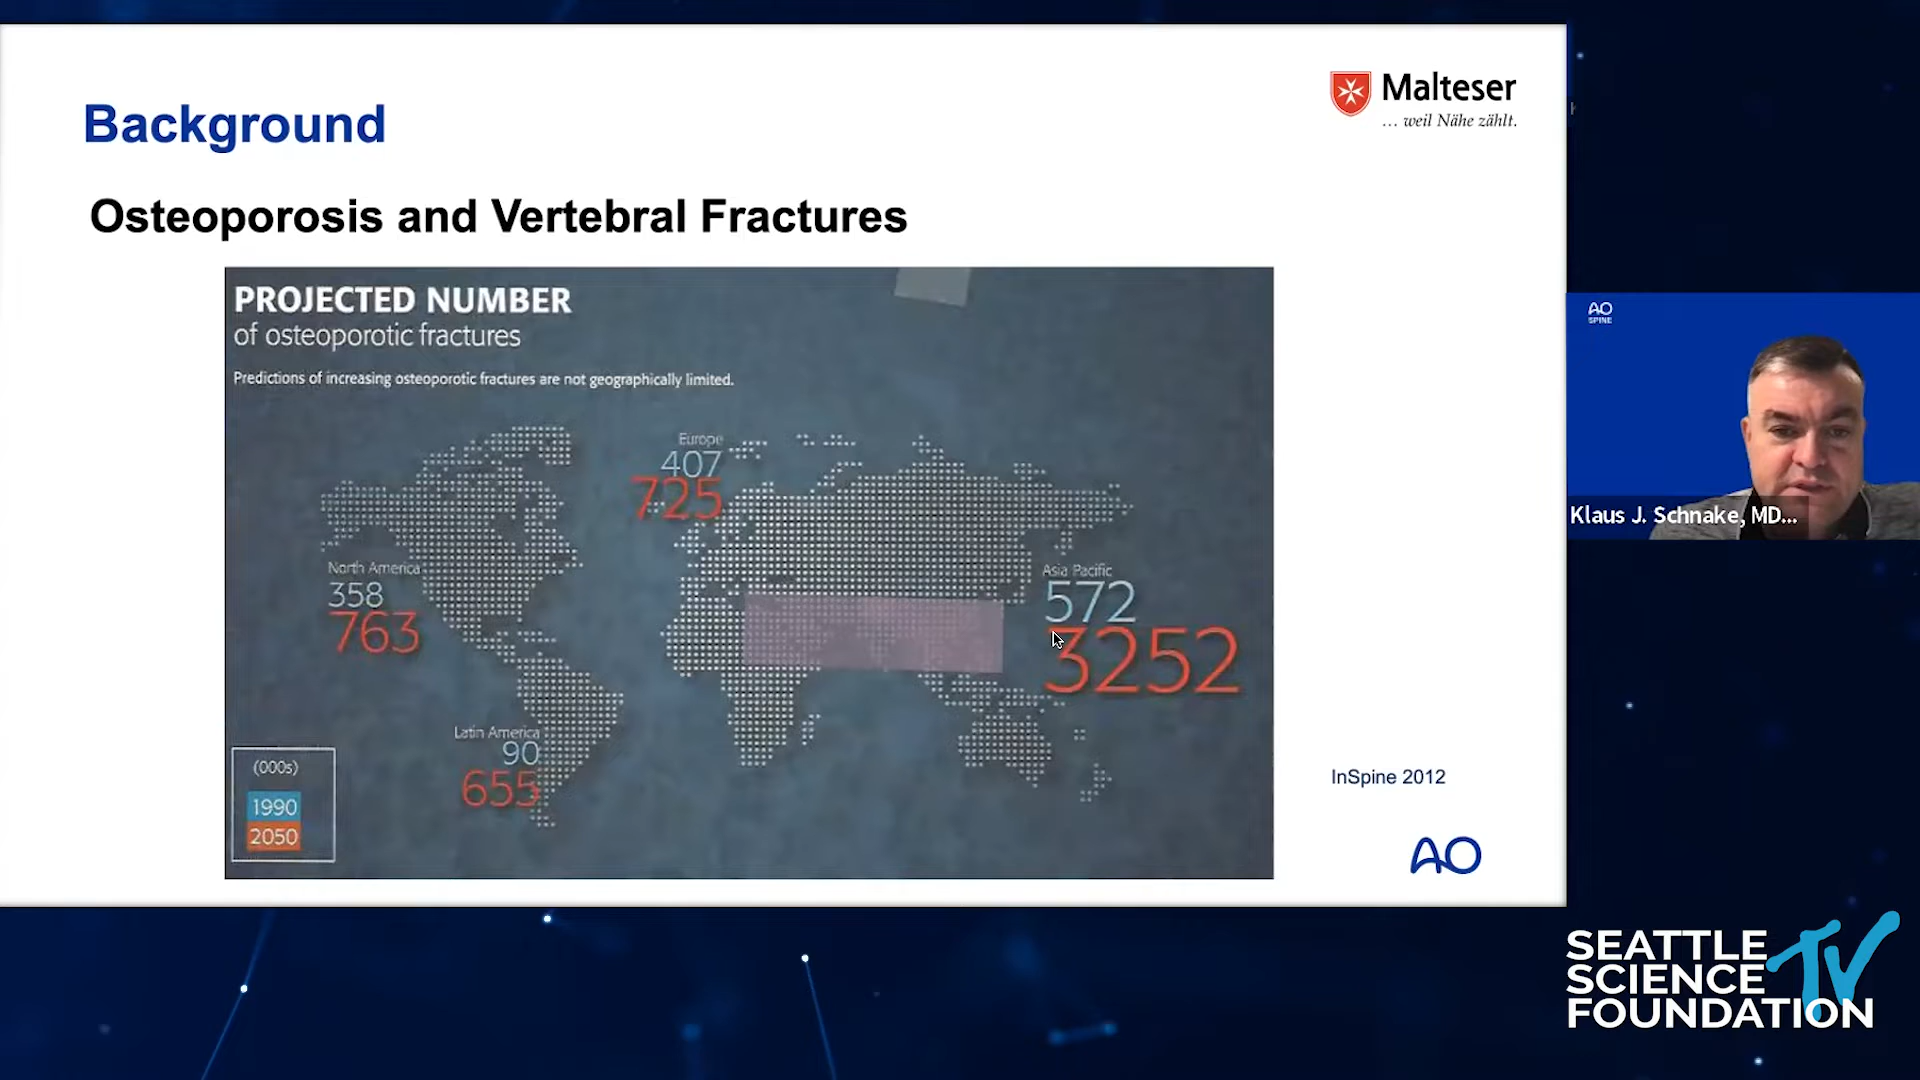 Background
Malteser
... weil Nähe zählt.
Osteoporosis and Vertebral Fractures
PROJECTED NUMBER
of osteoporotic fractures
Predictions of increasing osteoporotic fractures are not geographically limited.
Europe
407
725
North America
358
763
Asia Pacific
572
3252
Latin America
90
655
(000s)
1990
2050
InSpine 2012
AO
AO
SPINE
Klaus J. Schnake, MD...
SEATTLE
SCIENCE
FOUNDATION
TV